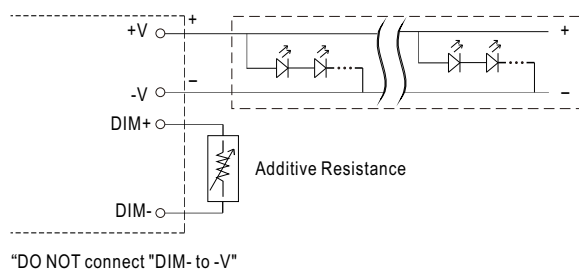 +
+V
+
−
-V
−
DIM+
Additive Resistance
DIM-
“DO NOT connect "DIM- to -V"